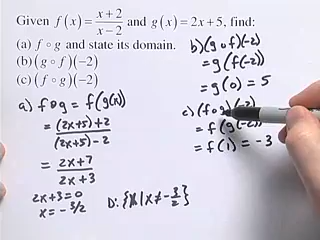 Given f(x) = (x+2)/(x−2) and g(x) = 2x+5, find:
(a) f∘g and state its domain.
(b) (g∘f)(−2)
(c) (f∘g)(−2)
a) f∘g = f(g(x))
= ((2x+5)+2)/((2x+5)−2)
= (2x+7)/(2x+3)
2x+3=0
x=−3/2
D: {x|x≠−3/2}
b) (g∘f)(−2)
= g(f(−2))
= g(0) = 5
c) (f∘g)(−2)
= f(g(−2))
= f(1) = −3